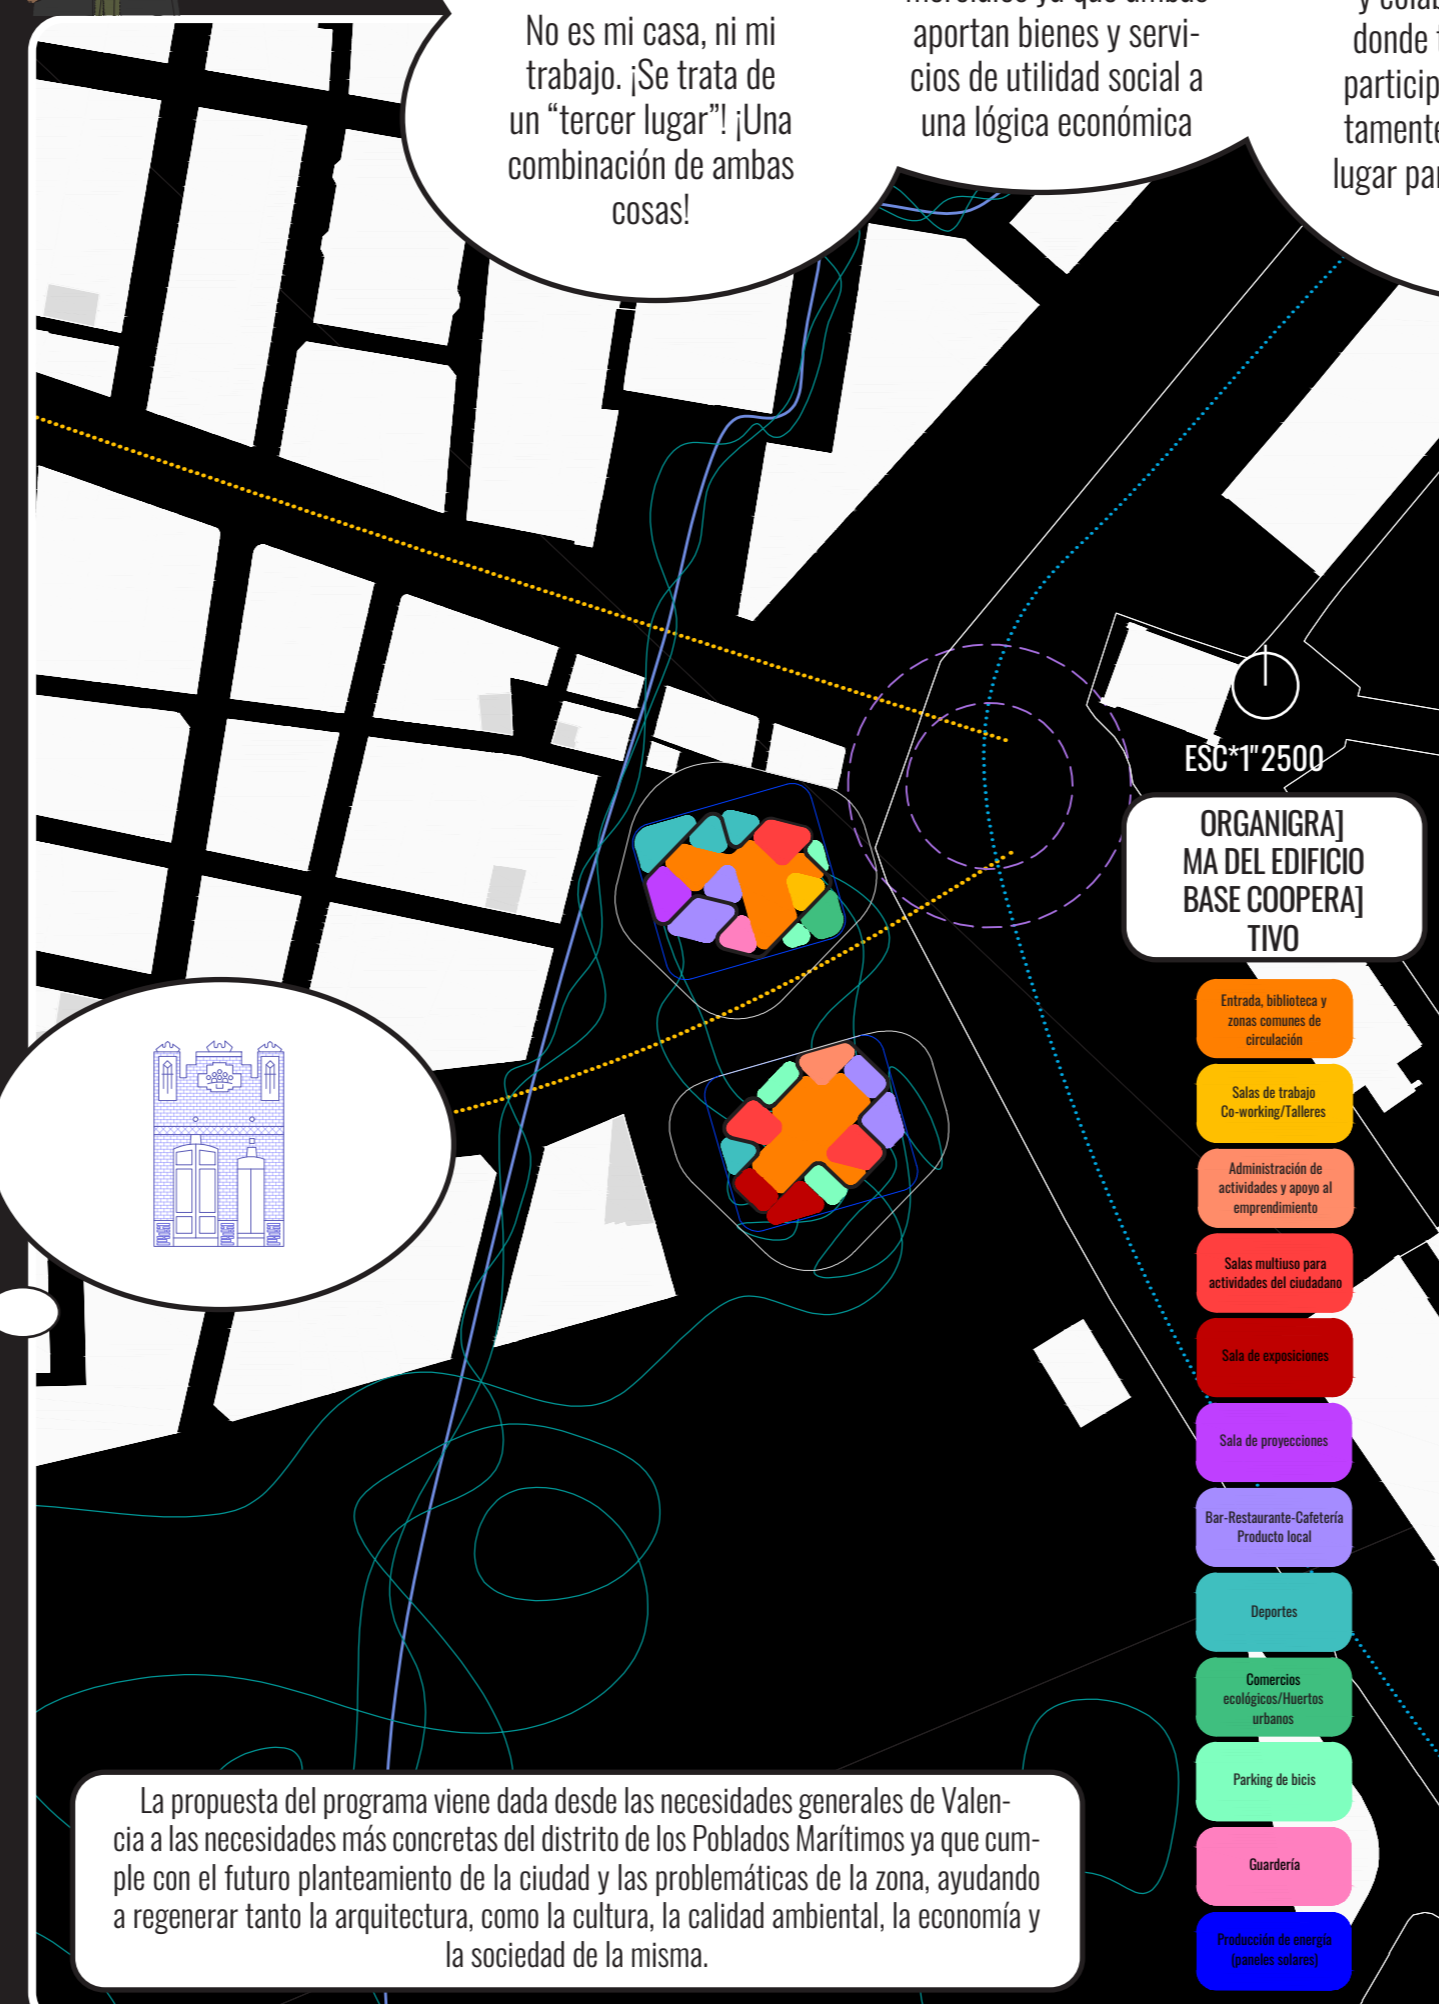 No es mi casa, ni mi
trabajo. ¡Se trata de
un “tercer lugar”! ¡Una
combinación de ambas
cosas!
aportan bienes y servi-
cios de utilidad social a
una lógica económica
donde
lugar
ESC*1"2500
ORGANIGRA]
MA DEL EDIFICIO
BASE COOPERA]
TIVO
Entrada, biblioteca y
zonas comunes de
circulación
Salas de trabajo
Co-working/Talleres
Administración de
actividades y apoyo al
emprendimiento
Salas multiuso para
actividades del ciudadano
Sala de exposiciones
Sala de proyecciones
Bar-Restaurante-Cafetería
Producto local
Deportes
Comercios
ecológicos/Huertos
urbanos
Parking de bicis
Guardería
Producción de energía
(paneles solares)
La propuesta del programa viene dada desde las necesidades generales de Valen-
cia a las necesidades más concretas del distrito de los Poblados Marítimos ya que cum-
ple con el futuro planteamiento de la ciudad y las problemáticas de la zona, ayudando
a regenerar tanto la arquitectura, como la cultura, la calidad ambiental, la economía y
la sociedad de la misma.